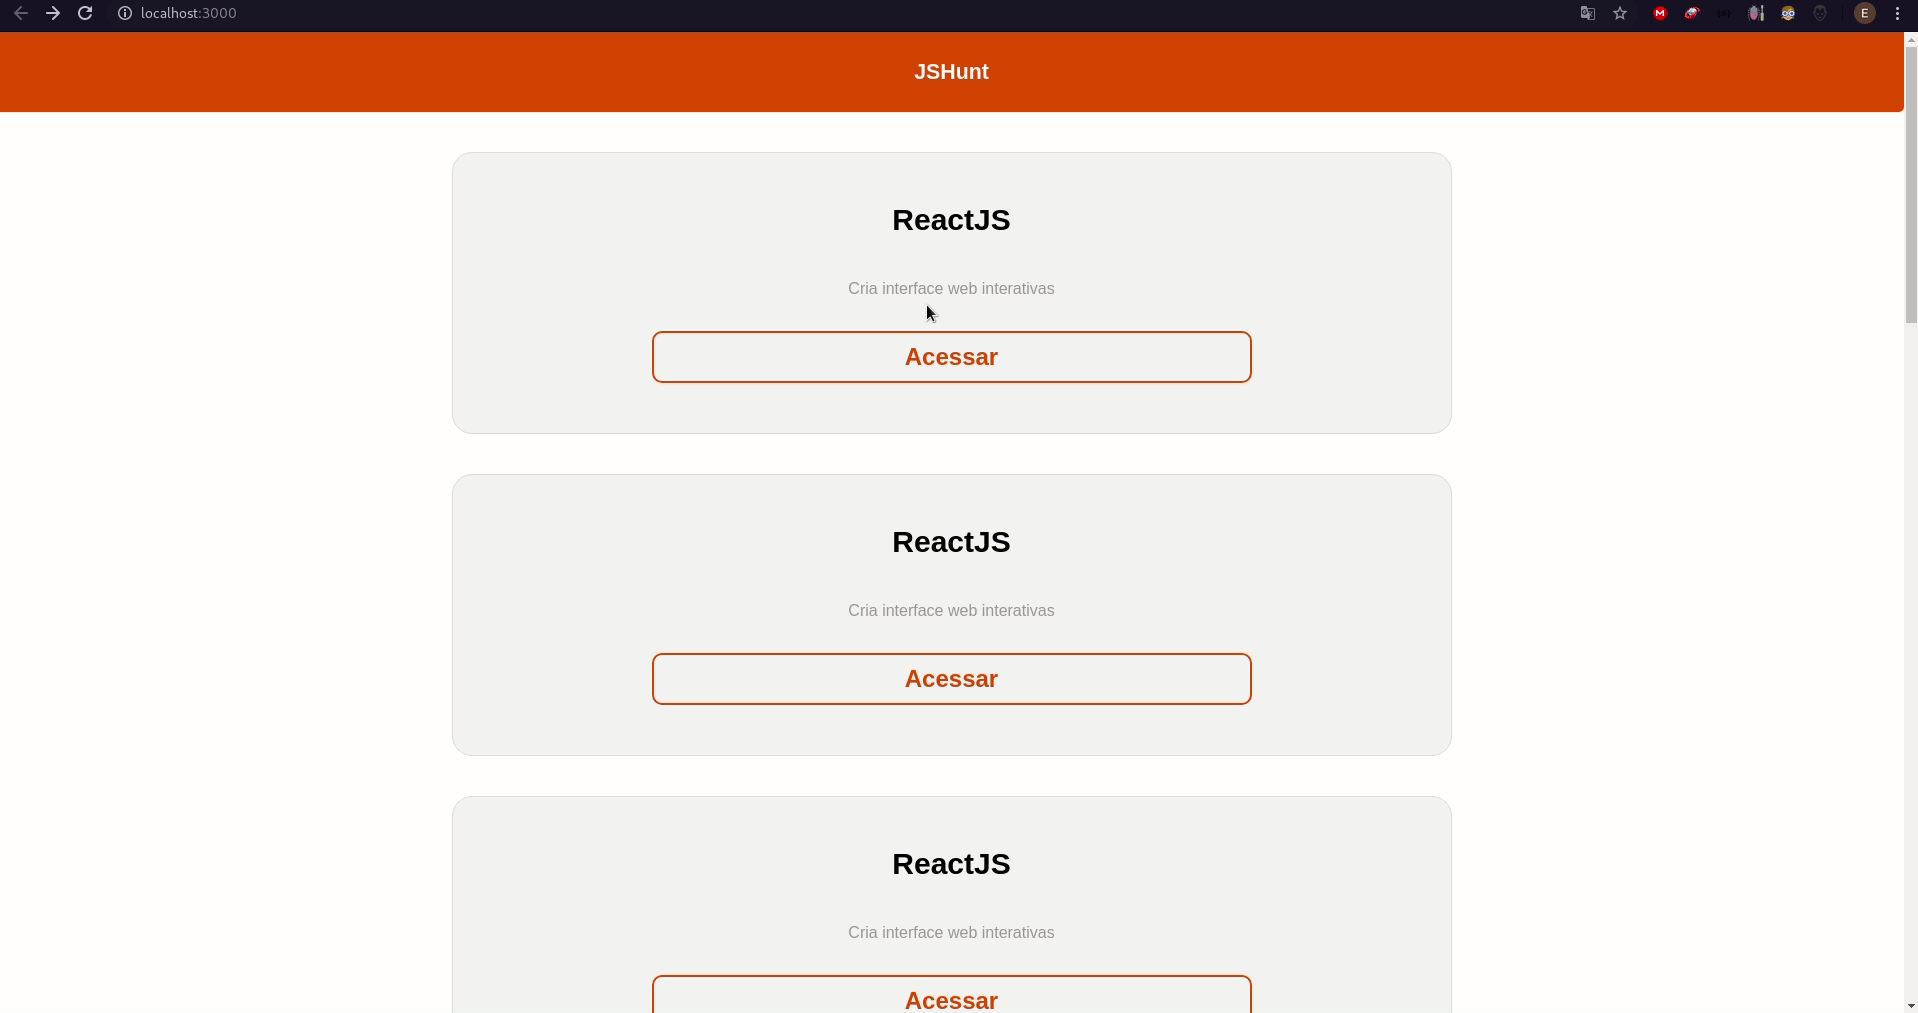 localhost:3000
E
JSHunt
ReactJS
Cria interface web interativas
Acessar
ReactJS
Cria interface web interativas
Acessar
ReactJS
Cria interface web interativas
Acessar